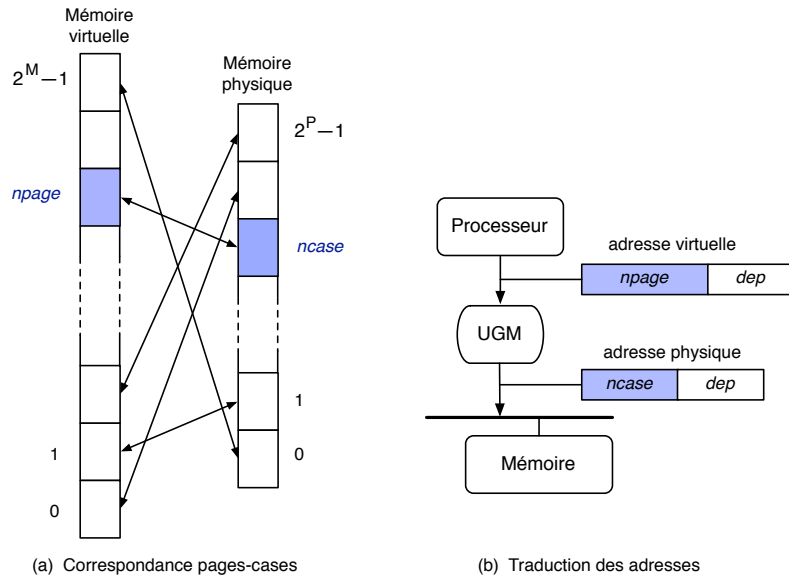 Mémoire
virtuelle
2^M—1
npage
1
0
Mémoire
physique
2^P—1
ncase
1
0
(a) Correspondance pages-cases
Processeur
adresse virtuelle
npage dep
UGM
adresse physique
ncase dep
Mémoire
(b) Traduction des adresses